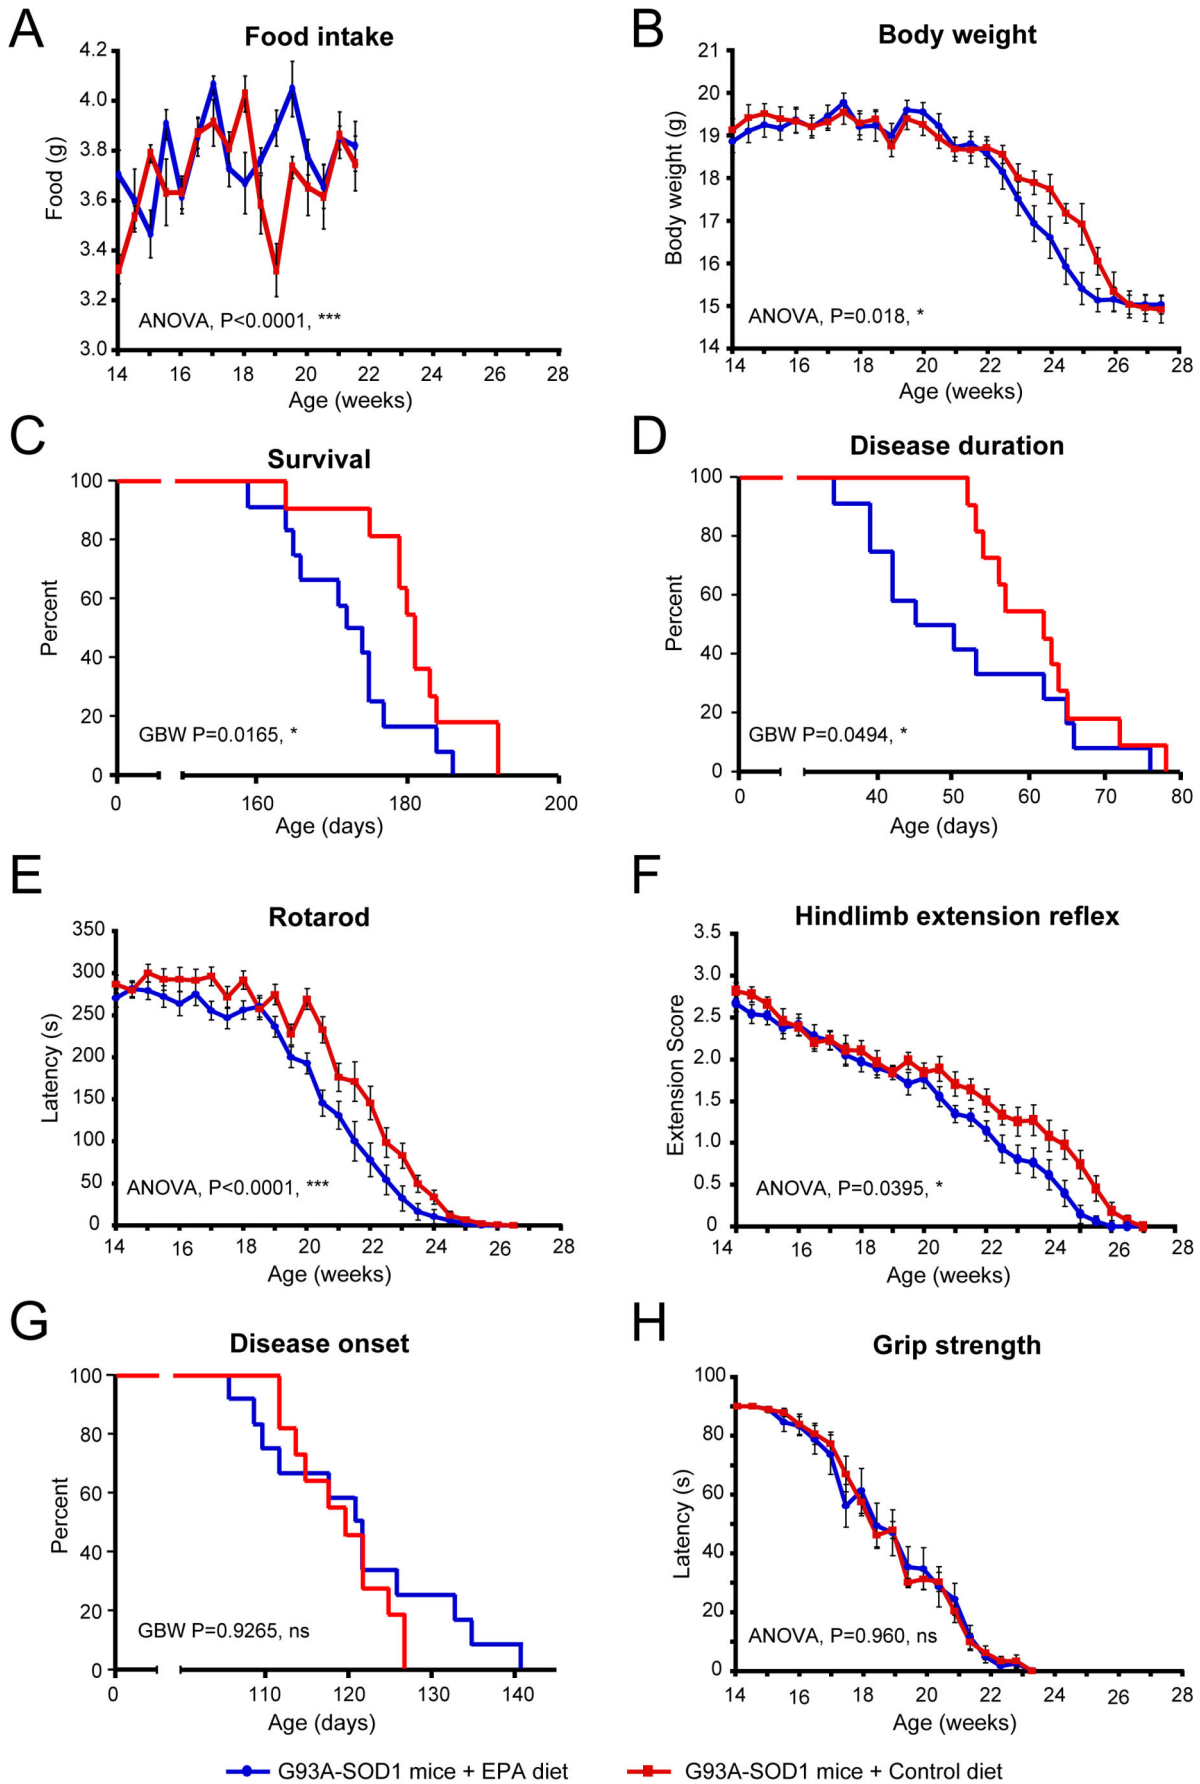 A
Food intake
4.2
4.0
3.8
3.6
3.4
3.2
3.0
Food (g)
ANOVA, P<0.0001, ***
14 16 18 20 22 24 26 28
Age (weeks)
B
Body weight
21
20
19
18
17
16
15
14
Body weight (g)
ANOVA, P=0.018, *
14 16 18 20 22 24 26 28
Age (weeks)
C
Survival
100
80
60
40
20
0
Percent
GBW P=0.0165, *
0 160 180 200
Age (days)
D
Disease duration
100
80
60
40
20
0
Percent
GBW P=0.0494, *
0 40 50 60 70 80
Age (days)
E
Rotarod
350
300
250
200
150
100
50
0
Latency (s)
ANOVA, P<0.0001, ***
14 16 18 20 22 24 26 28
Age (weeks)
F
Hindlimb extension reflex
3.5
3.0
2.5
2.0
1.5
1.0
0.5
0
Extension Score
ANOVA, P=0.0395, *
14 16 18 20 22 24 26 28
Age (weeks)
G
Disease onset
100
80
60
40
20
0
Percent
GBW P=0.9265, ns
0 110 120 130 140
Age (days)
H
Grip strength
100
80
60
40
20
0
Latency (s)
ANOVA, P=0.960, ns
14 16 18 20 22 24 26 28
Age (weeks)
G93A-SOD1 mice + EPA diet
G93A-SOD1 mice + Control diet